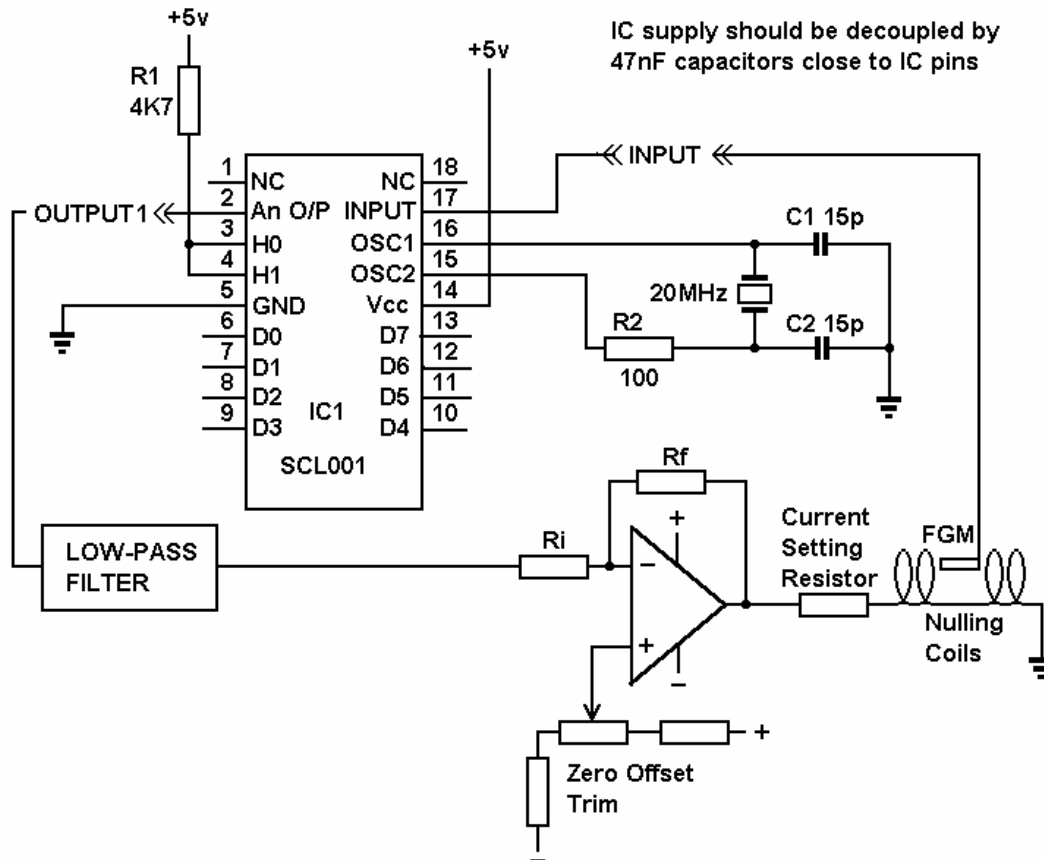 +5v
IC supply should be decoupled by
47nF capacitors close to IC pins
+5v
R1
4K7
INPUT
1
NC
NC
18
OUTPUT1
2
An O/P
INPUT
17
3
H0
OSC1
16
C1 15p
4
H1
OSC2
15
5
GND
Vcc
14
20MHz
6
D0
D7
13
R2
C2 15p
7
D1
D6
12
100
8
D2
D5
11
9
D3
IC1
D4
10
SCL001
Rf
LOW-PASS
FILTER
Ri
+
−
Current
Setting
Resistor
FGM
+
−
Nulling
Coils
+
Zero Offset
Trim
−